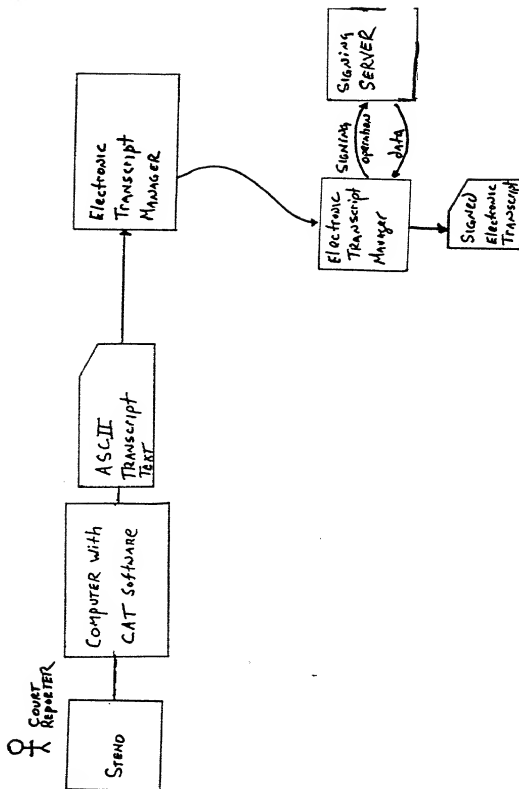 COURT
REPORTER
STENO
COMPUTER With
CAT SOFTWARE
ASCII
TRANSCRIPT
TEXT
Electronic
TRANSCRIPT
MANAGER
Electronic
TRANSCRIPT
Manager
SIGNING
operation
data
SIGNING
SERVER
SIGNED
Electronic
TRANSCRIPT